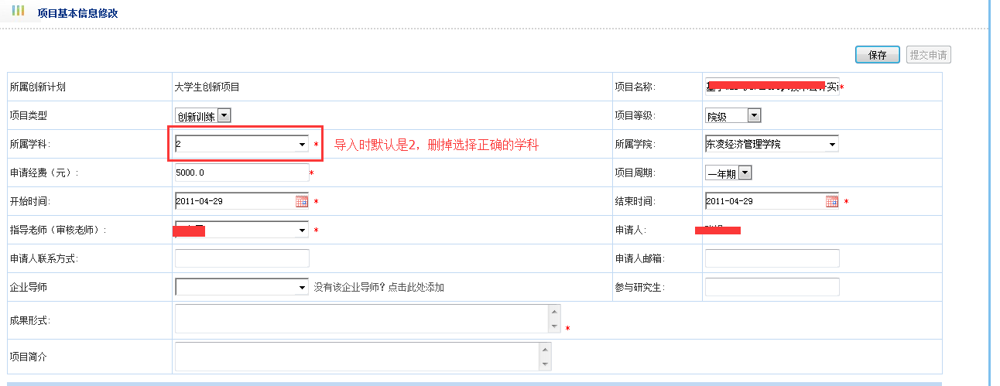 项目基本信息修改
保存 提交申请
所属创新计划 大学生创新项目 项目名称: *
项目类型 创新训练 项目等级: 院级
所属学科: 2 * 导入时默认是2，删掉选择正确的学科 所属学院: 东凌经济管理学院
申请经费（元）: 5000.0 * 项目周期: 一年期
开始时间: 2011-04-29 * 结束时间: 2011-04-29 *
指导老师（审核老师）: * 申请人:
申请人联系方式: 申请人邮箱:
企业导师 没有该企业导师？点击此处添加 参与研究生:
成果形式: *
项目简介